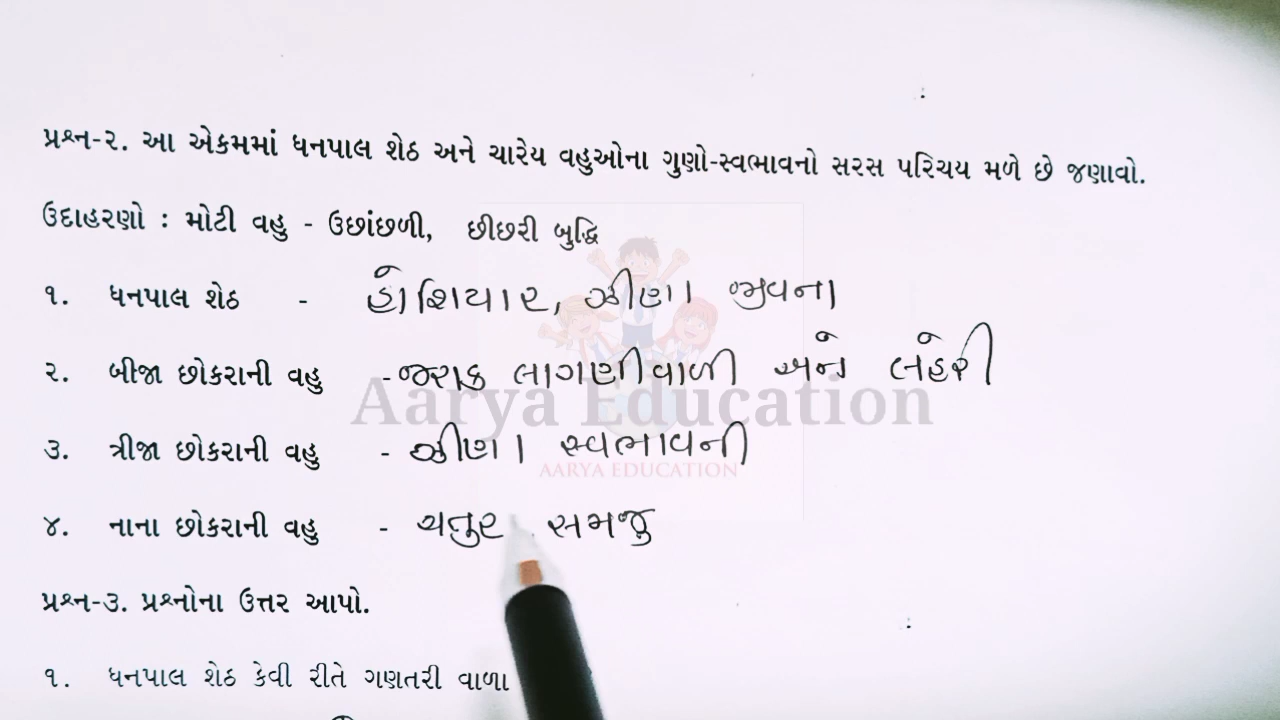 પ્રશ્ન-૨. આ એકમમાં ધનપાલ શેઠ અને ચારેય વહુઓના ગુણો-સ્વભાવનો સરસ પરિચય મળે છે જણાવો.
ઉદાહરણો : મોટી વહુ - ઉછાંછળી, છીછરી બુદ્ધિ
૧. ધનપાલ શેઠ - હોંશિયાર, ઝીણા જીવના
૨. બીજા છોકરાની વહુ - જરાક લાગણીવાળી અને લહેરી
Aarya Education
૩. ત્રીજા છોકરાની વહુ - ઝીણા સ્વભાવની
AARYA EDUCATION
૪. નાના છોકરાની વહુ - ચતુર સમજુ
પ્રશ્ન-૩. પ્રશ્નોના ઉત્તર આપો.
૧. ધનપાલ શેઠ કેવી રીતે ગણતરી વાળા